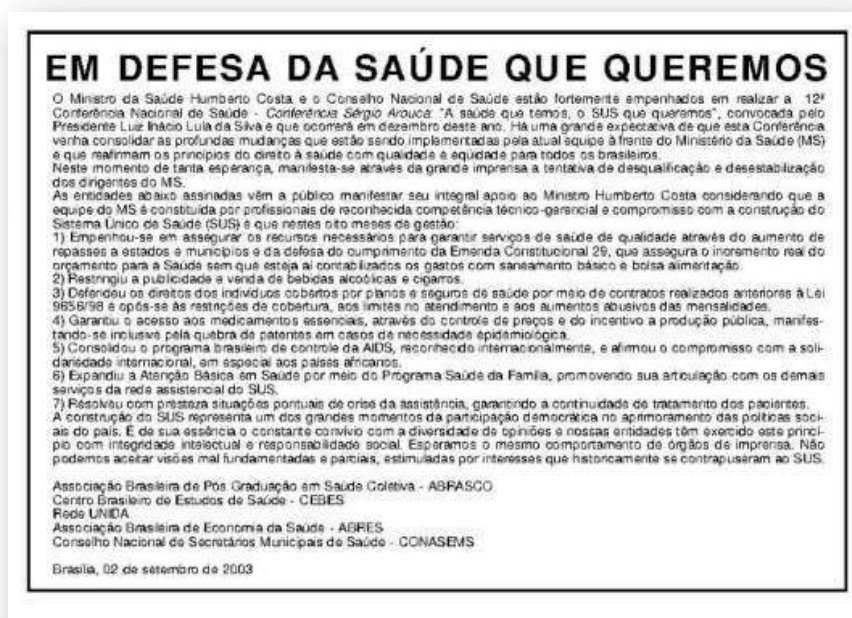 EM DEFESA DA SAÚDE QUE QUEREMOS
O Ministro da Saúde Humberto Costa e o Conselho Nacional de Saúde estão fortemente empenhados em realizar a 12ª
Conferência Nacional de Saúde - Conferência Sérgio Arouca: "A saúde que temos, o SUS que queremos", convocada pelo
Presidente Luiz Inácio Lula da Silva e que ocorrerá em dezembro deste ano. Há uma grande expectativa de que esta Conferência
venha consolidar as profundas mudanças que estão sendo implementadas pela atual equipe à frente do Ministério da Saúde (MS)
e que reafirmam os princípios do direito à saúde com qualidade e eqüidade para todos os brasileiros.
Neste momento de tanta esperança, manifesta-se através da grande imprensa a tentativa de desqualificação e desestabilização
dos dirigentes do MS.
As entidades abaixo assinadas vêm a público manifestar seu integral apoio ao Ministro Humberto Costa considerando que a
equipe do MS é constituída por profissionais de reconhecida competência técnico-gerencial e compromisso com a construção do
Sistema Único de Saúde (SUS) e que nestes oito meses de gestão:
1) Empenhou-se em assegurar os recursos necessários para garantir serviços de saúde de qualidade através do aumento de
repasses a estados e municípios e da defesa do cumprimento da Emenda Constitucional 29, que assegura o incremento real do
orçamento para a Saúde sem que esteja aí contabilizados os gastos com saneamento básico e bolsa alimentação.
2) Restringiu a publicidade e venda de bebidas alcoólicas e cigarros.
3) Defendeu os direitos dos indivíduos cobertos por planos e seguros de saúde por meio de contratos realizados anteriores à Lei
9656/98 e opôs-se às restrições de cobertura, aos limites no atendimento e aos aumentos abusivos das mensalidades.
4) Garantiu o acesso aos medicamentos essenciais, através do controle de preços e do incentivo a produção pública, manifes-
tando-se inclusive pela quebra de patentes em casos de necessidade epidemiológica.
5) Consolidou o programa brasileiro de controle da AIDS, reconhecido internacionalmente, e afirmou o compromisso com a soli-
dariedade internacional, em especial aos países africanos.
6) Expandiu a Atenção Básica em Saúde por meio do Programa Saúde da Família, promovendo sua articulação com os demais
serviços da rede assistencial do SUS.
7) Resolveu com presteza situações pontuais de crise da assistência, garantindo a continuidade de tratamento dos pacientes.
A construção do SUS representa um dos grandes momentos da participação democrática no aprimoramento das políticas soci-
ais do país. É de sua essência o constante convívio com a diversidade de opiniões e nossas entidades têm exercido este princí-
pio com integridade intelectual e responsabilidade social. Esperamos o mesmo comportamento de órgãos de imprensa. Não
podemos aceitar visões mal fundamentadas e parciais, estimuladas por interesses que historicamente se contrapuseram ao SUS.
Associação Brasileira de Pós Graduação em Saúde Coletiva - ABRASCO
Centro Brasileiro de Estudos de Saúde - CEBES
Rede UNIDA
Associação Brasileira de Economia da Saúde - ABRES
Conselho Nacional de Secretários Municipais de Saúde - CONASEMS
Brasília, 02 de setembro de 2003